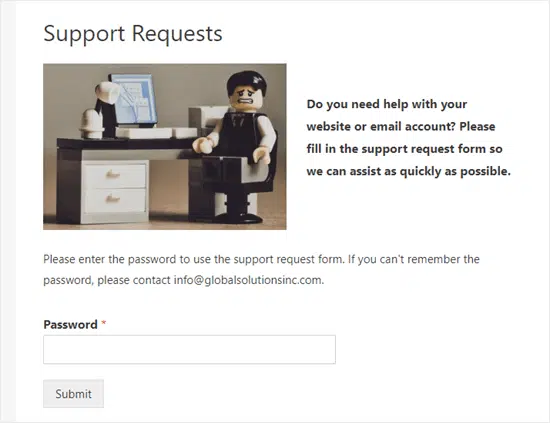 Support Requests
Do you need help with your
website or email account? Please
fill in the support request form so
we can assist as quickly as possible.
Please enter the password to use the support request form. If you can't remember the
password, please contact info@globalsolutionsinc.com.
Password *
Submit